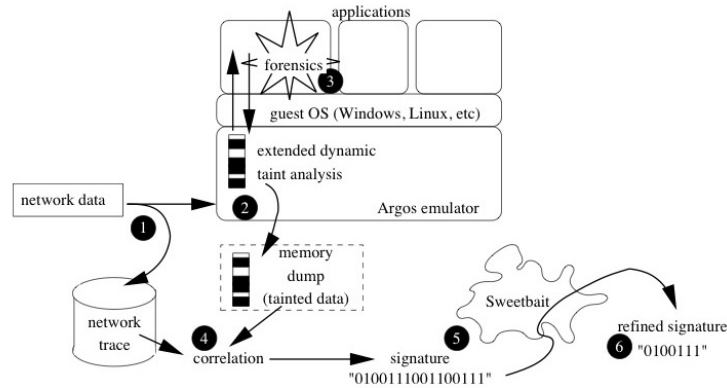 applications
forensics
3
guest OS (Windows, Linux, etc)
extended dynamic
taint analysis
network data
2
Argos emulator
1
memory
dump
(tainted data)
Sweetbait
network
trace
4
correlation
5
signature
"0100111001100111"
refined signature
6 "0100111"